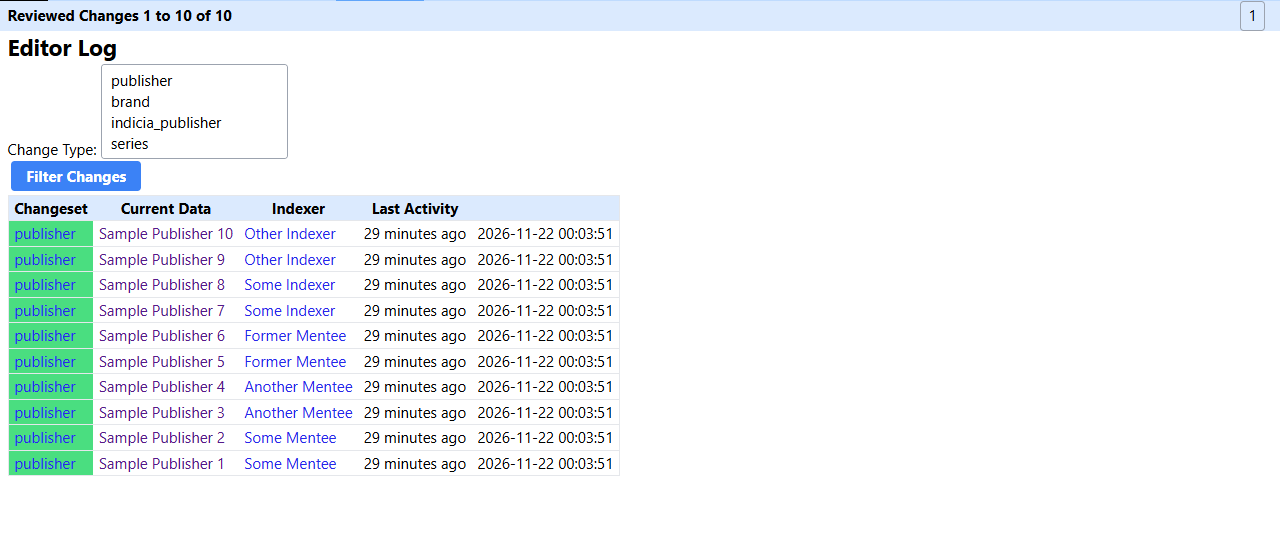 Reviewed Changes 1 to 10 of 10 1
Editor Log
publisher
brand
indicia_publisher
series
Change Type:
Filter Changes
Changeset Current Data Indexer Last Activity
publisher Sample Publisher 10 Other Indexer 29 minutes ago 2026-11-22 00:03:51
publisher Sample Publisher 9 Other Indexer 29 minutes ago 2026-11-22 00:03:51
publisher Sample Publisher 8 Some Indexer 29 minutes ago 2026-11-22 00:03:51
publisher Sample Publisher 7 Some Indexer 29 minutes ago 2026-11-22 00:03:51
publisher Sample Publisher 6 Former Mentee 29 minutes ago 2026-11-22 00:03:51
publisher Sample Publisher 5 Former Mentee 29 minutes ago 2026-11-22 00:03:51
publisher Sample Publisher 4 Another Mentee 29 minutes ago 2026-11-22 00:03:51
publisher Sample Publisher 3 Another Mentee 29 minutes ago 2026-11-22 00:03:51
publisher Sample Publisher 2 Some Mentee 29 minutes ago 2026-11-22 00:03:51
publisher Sample Publisher 1 Some Mentee 29 minutes ago 2026-11-22 00:03:51